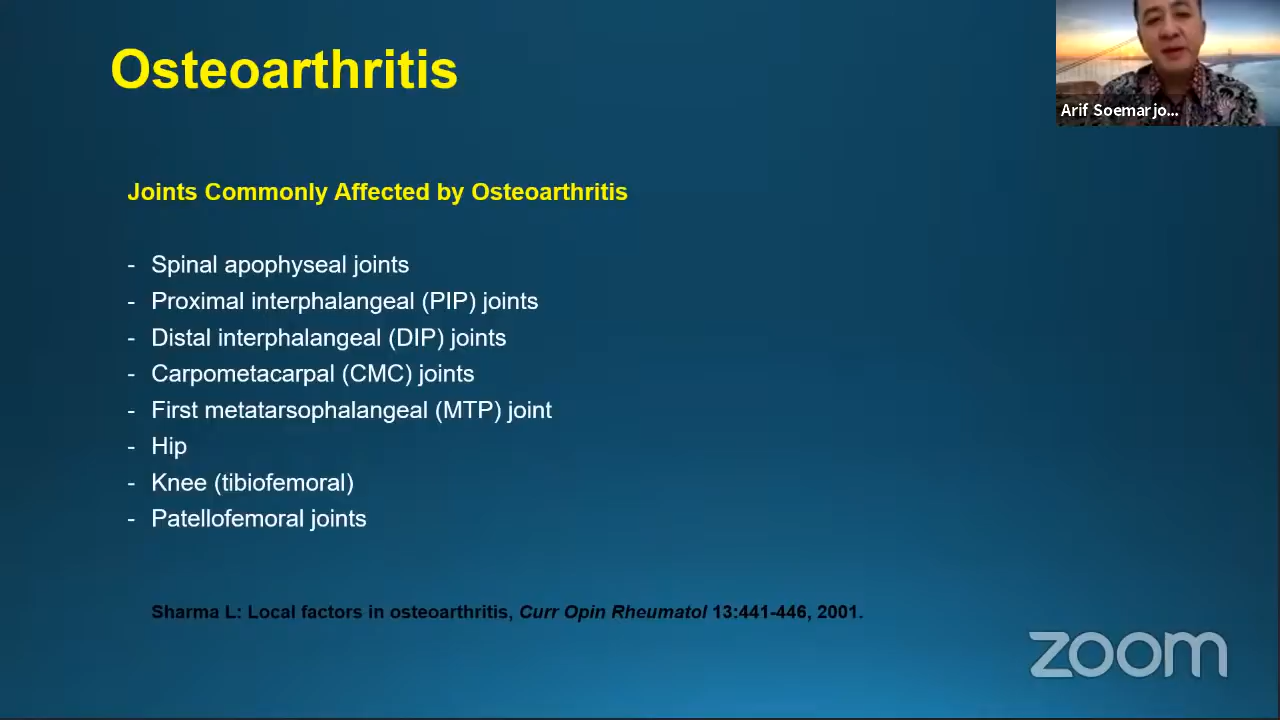 Osteoarthritis
Arif Soemarjo...
Joints Commonly Affected by Osteoarthritis
- Spinal apophyseal joints
- Proximal interphalangeal (PIP) joints
- Distal interphalangeal (DIP) joints
- Carpometacarpal (CMC) joints
- First metatarsophalangeal (MTP) joint
- Hip
- Knee (tibiofemoral)
- Patellofemoral joints
Sharma L: Local factors in osteoarthritis, Curr Opin Rheumatol 13:441-446, 2001.
zoom